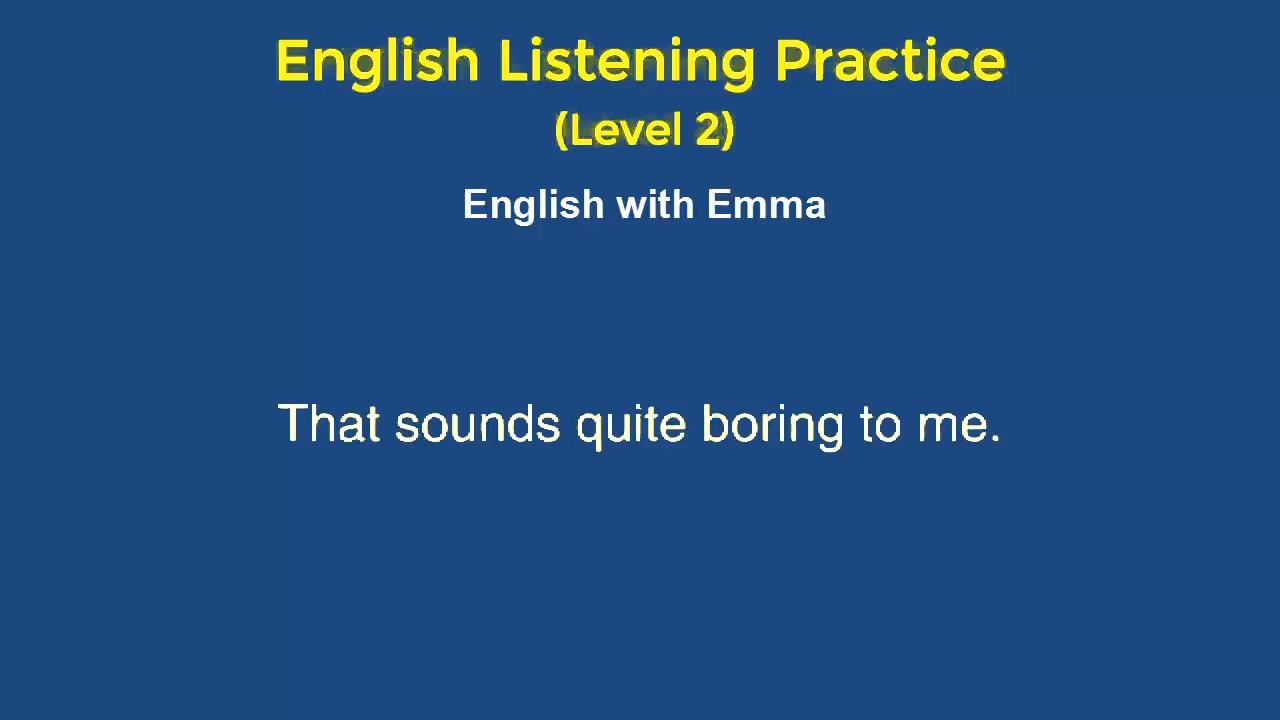 English Listening Practice
(Level 2)
English with Emma
That sounds quite boring to me.